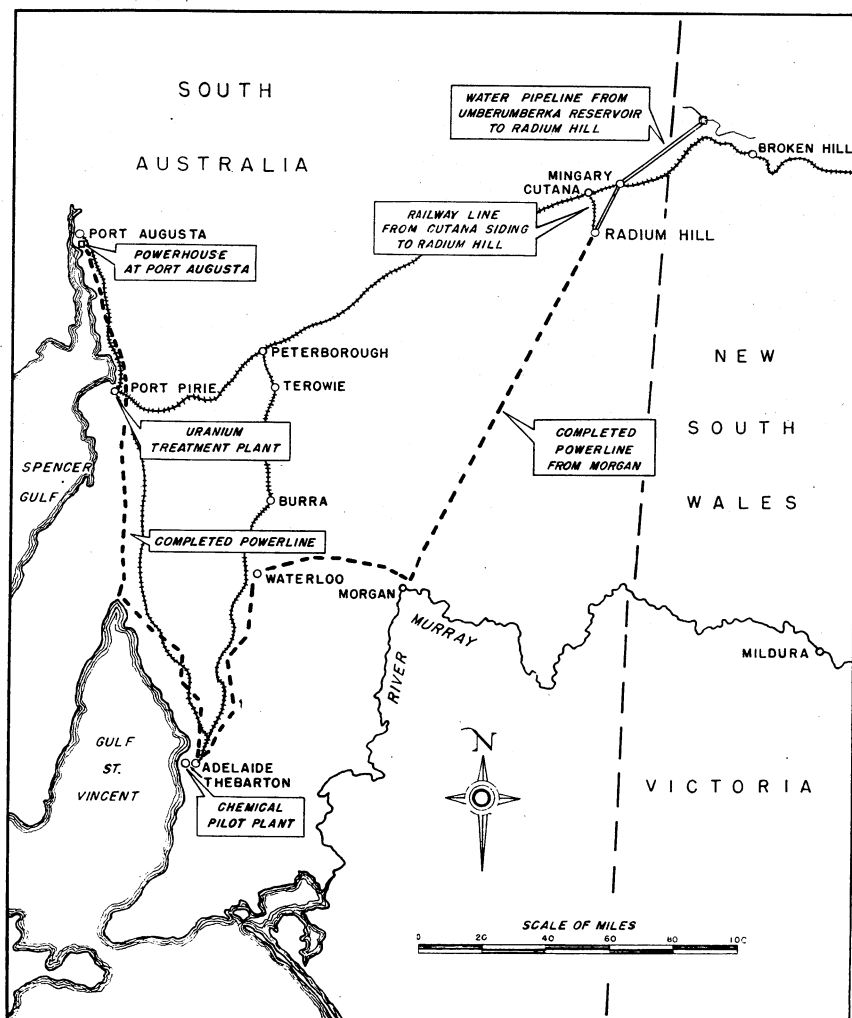 SOUTH
AUSTRALIA
WATER PIPELINE FROM
UMBERUMBERKA RESERVOIR
TO RADIUM HILL
BROKEN HILL
MINGARY
CUTANA
RAILWAY LINE
FROM CUTANA SIDING
TO RADIUM HILL
RADIUM HILL
PORT AUGUSTA
POWERHOUSE
AT PORT AUGUSTA
PETERBOROUGH
TEROWIE
PORT PIRIE
URANIUM
TREATMENT PLANT
NEW
SOUTH
WALES
COMPLETED
POWERLINE
FROM MORGAN
SPENCER
GULF
BURRA
COMPLETED POWERLINE
WATERLOO
MORGAN
MURRAY
RIVER
MILDURA
GULF
ST.
VINCENT
ADELAIDE
THEBARTON
CHEMICAL
PILOT PLANT
N
VICTORIA
SCALE OF MILES
0 20 40 60 80 100